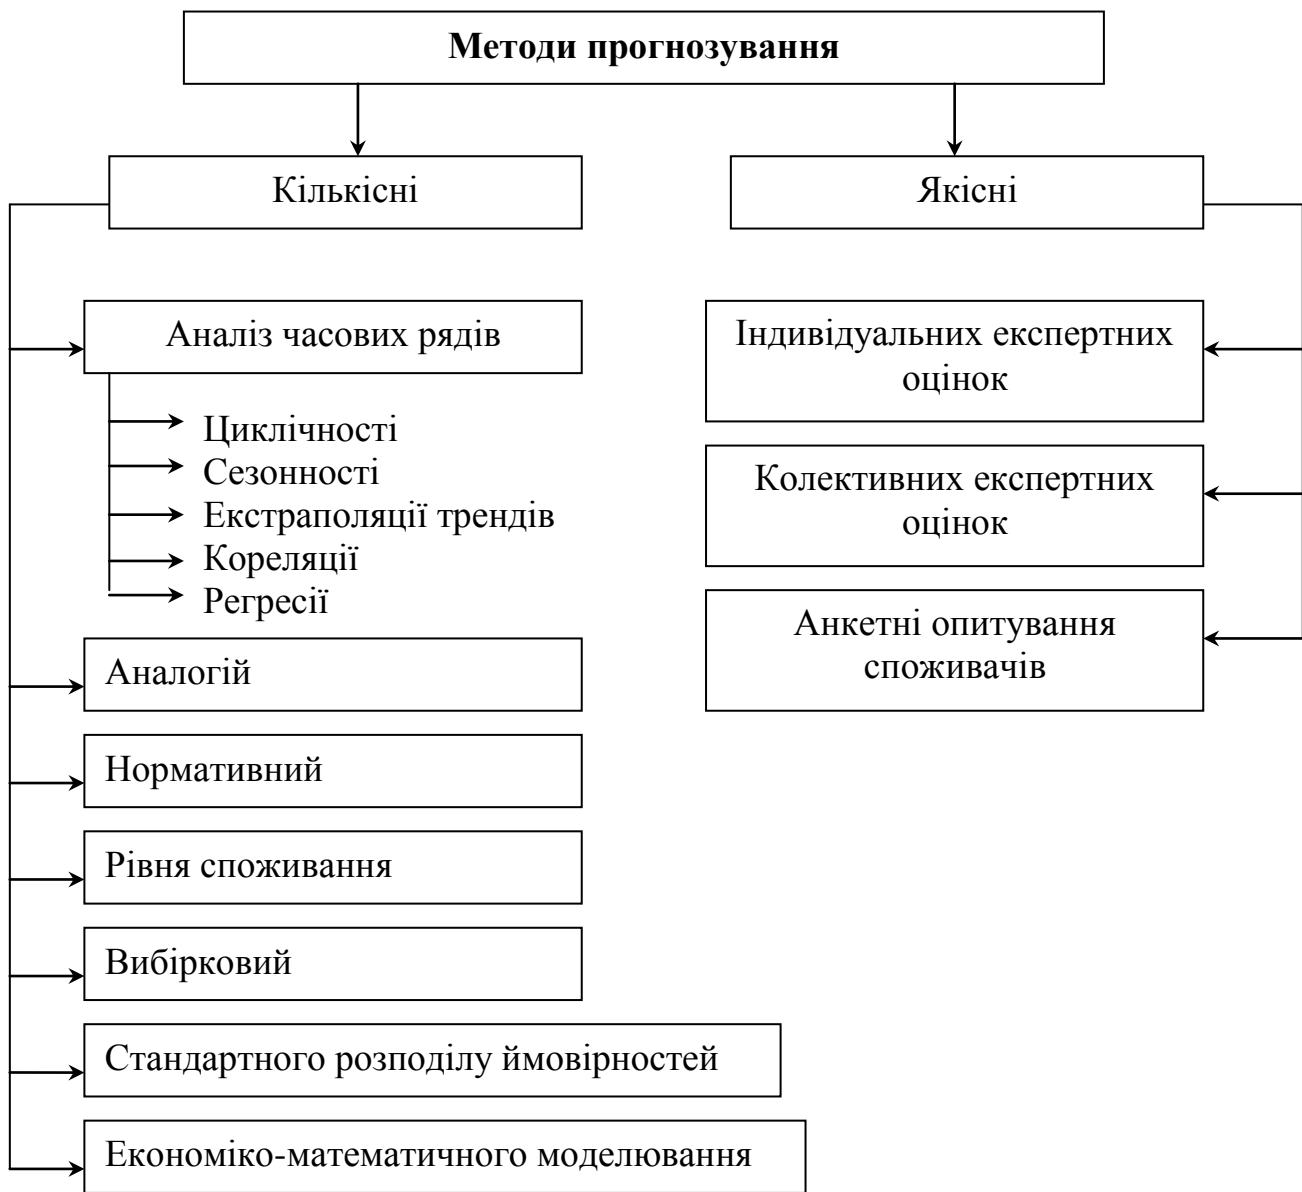 Методи прогнозування
Кількісні
Якісні
Аналіз часових рядів
Циклічності
Сезонності
Екстраполяції трендів
Кореляції
Регресії
Аналогій
Нормативний
Рівня споживання
Вибірковий
Стандартного розподілу ймовірностей
Економіко-математичного моделювання
Індивідуальних експертних
оцінок
Колективних експертних
оцінок
Анкетні опитування
споживачів